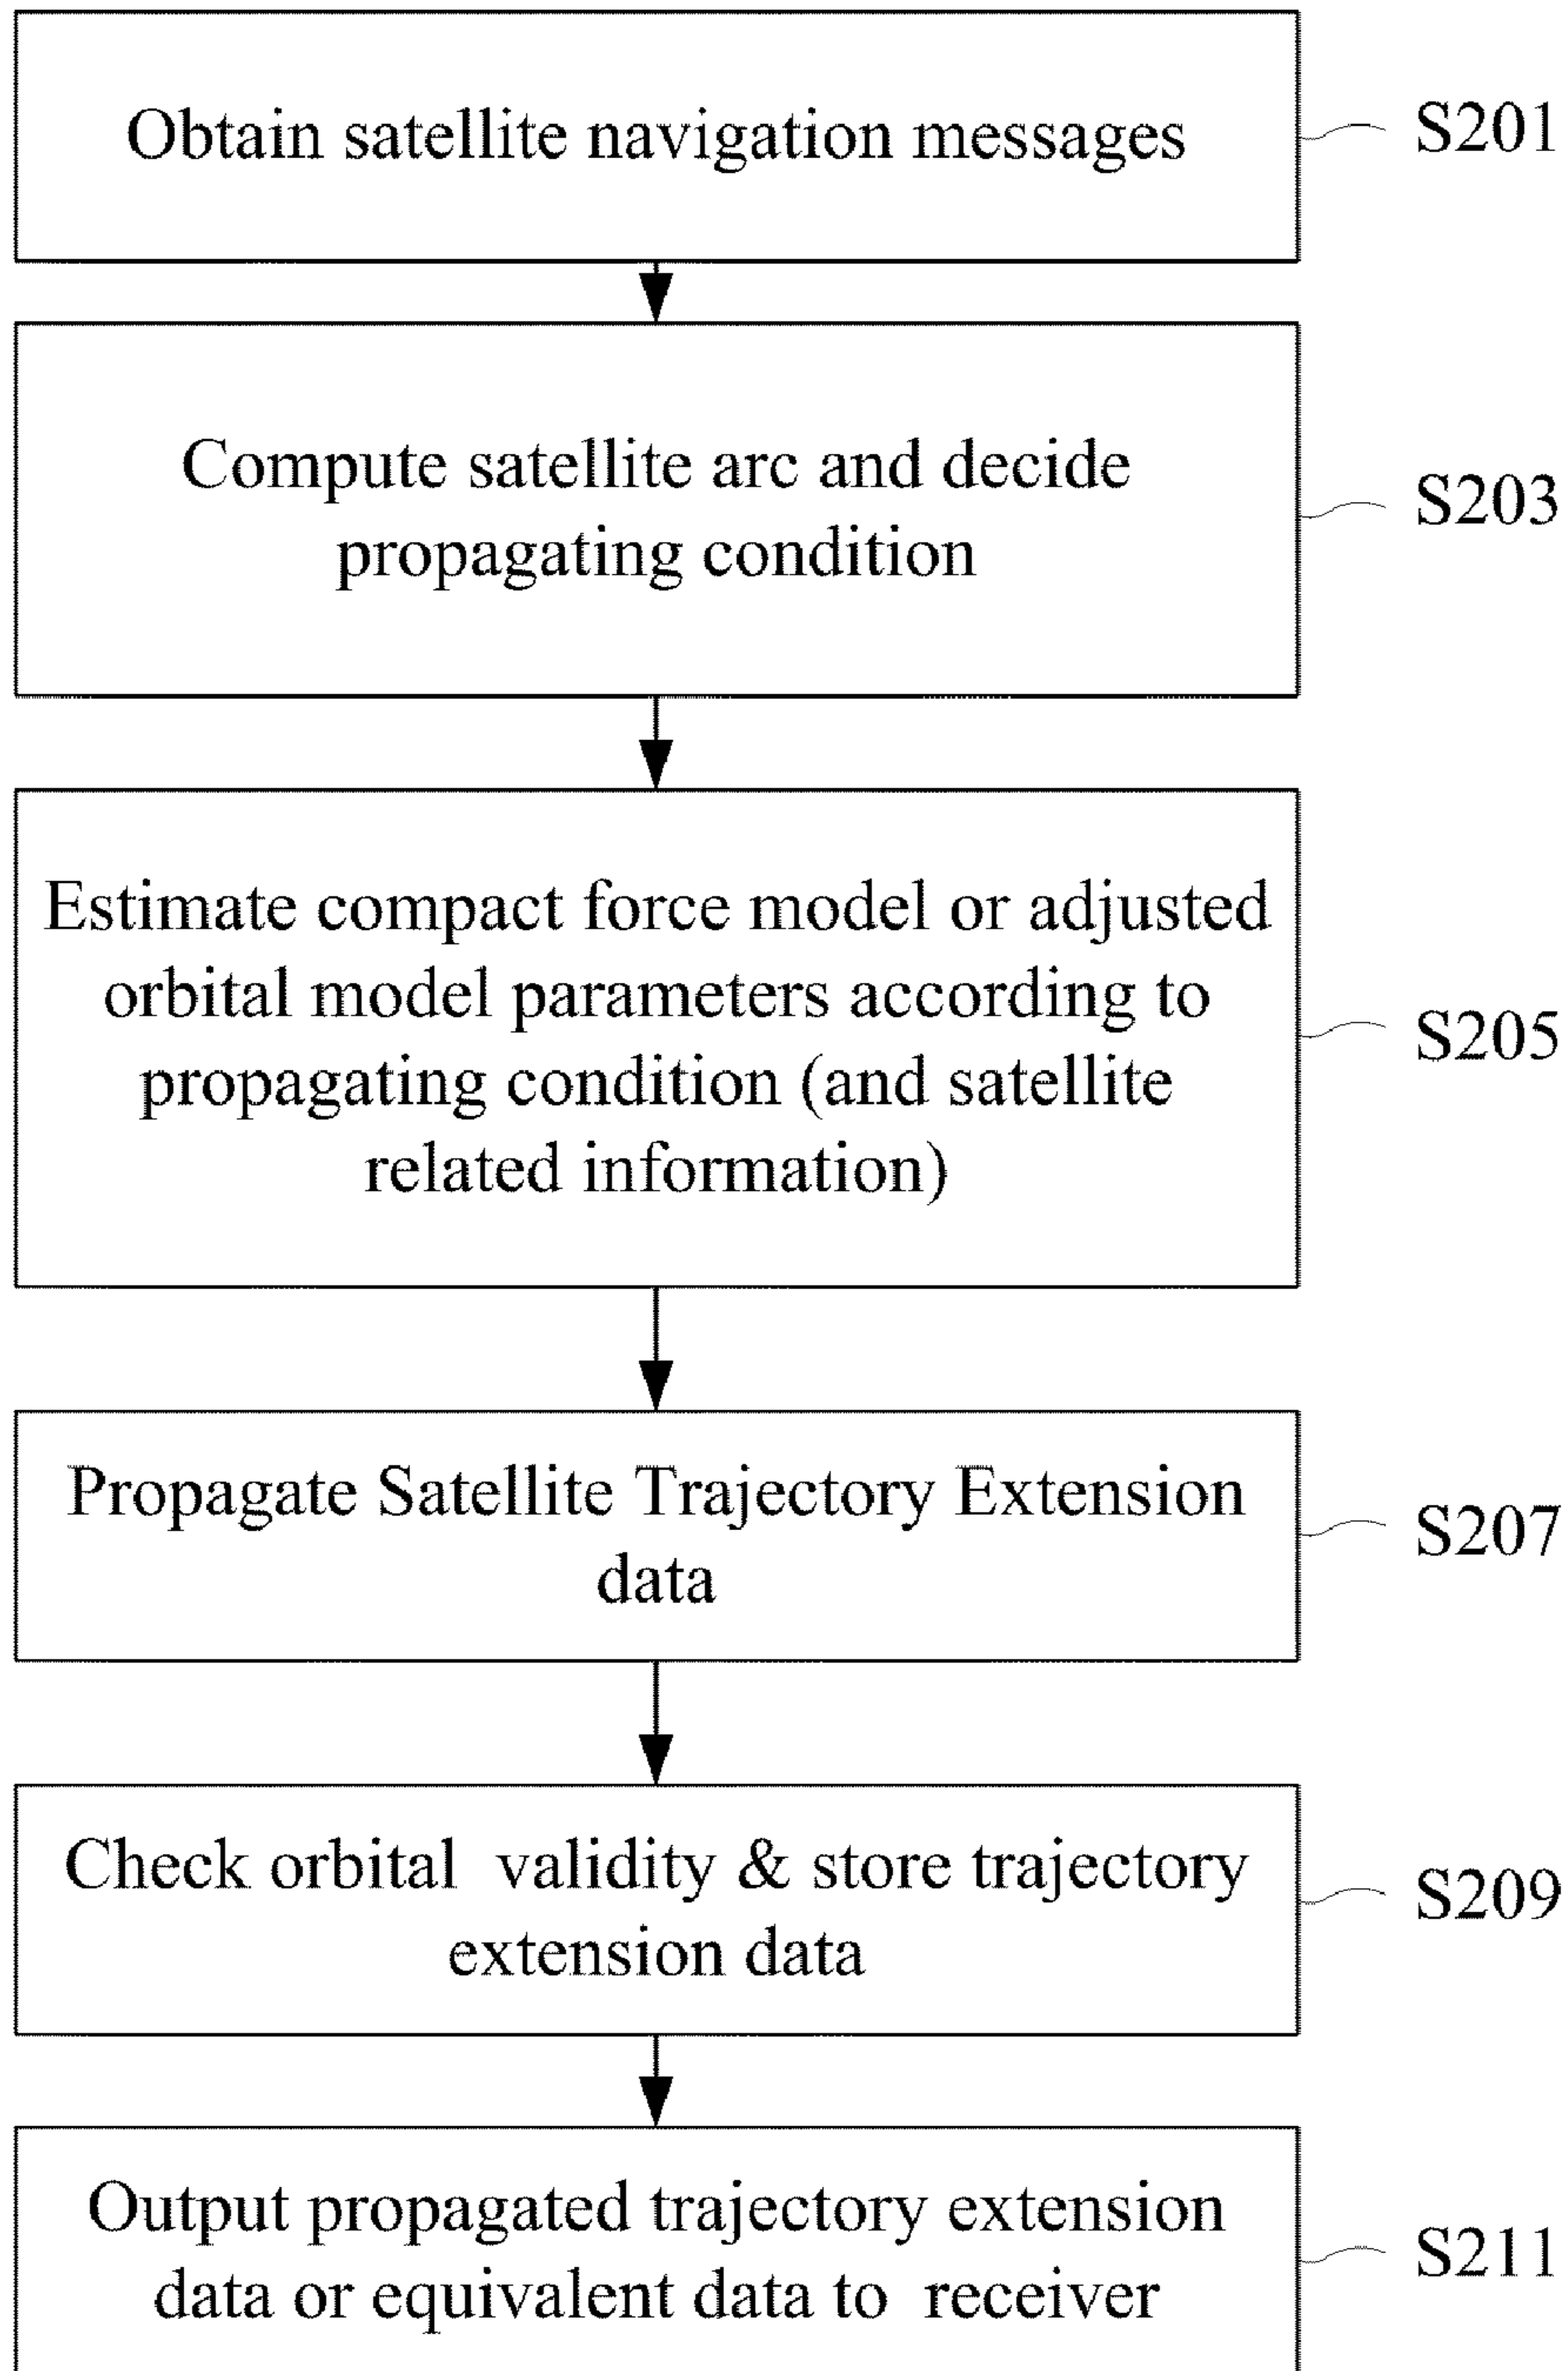 Obtain satellite navigation messages
S201
Compute satellite arc and decide
propagating condition
S203
Estimate compact force model or adjusted
orbital model parameters according to
propagating condition (and satellite
related information)
S205
Propagate Satellite Trajectory Extension
data
S207
Check orbital validity & store trajectory
extension data
S209
Output propagated trajectory extension
data or equivalent data to receiver
S211